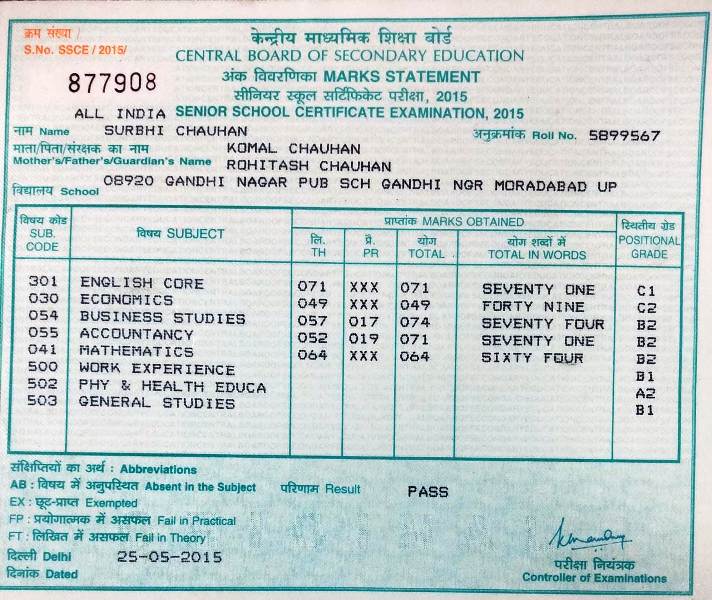 क्रम संख्या /
S.No. SSCE / 2015/
877908
केन्द्रीय माध्यमिक शिक्षा बोर्ड
CENTRAL BOARD OF SECONDARY EDUCATION
अंक विवरणिका MARKS STATEMENT
सीनियर स्कूल सर्टिफिकेट परीक्षा, 2015
ALL INDIA SENIOR SCHOOL CERTIFICATE EXAMINATION, 2015
नाम Name SURBHI CHAUHAN अनुक्रमांक Roll No. 5899567
माता/पिता/संरक्षक का नाम KOMAL CHAUHAN
Mother's/Father's/Guardian's Name ROHITASH CHAUHAN
विद्यालय School 08920 GANDHI NAGAR PUB SCH GANDHI NGR MORADABAD UP
विषय कोड विषय SUBJECT प्राप्तांक MARKS OBTAINED स्थितीय ग्रेड
SUB. CODE लि. TH प्रै. PR योग TOTAL योग शब्दों में TOTAL IN WORDS POSITIONAL GRADE
301 ENGLISH CORE 071 XXX 071 SEVENTY ONE C1
030 ECONOMICS 049 XXX 049 FORTY NINE C2
054 BUSINESS STUDIES 057 017 074 SEVENTY FOUR B2
055 ACCOUNTANCY 052 019 071 SEVENTY ONE B2
041 MATHEMATICS 064 XXX 064 SIXTY FOUR B2
500 WORK EXPERIENCE B1
502 PHY & HEALTH EDUCA A2
503 GENERAL STUDIES B1
संक्षिप्तियों का अर्थ : Abbreviations
AB : विषय में अनुपस्थित Absent in the Subject परिणाम Result PASS
EX : छूट-प्राप्त Exempted
FP : प्रयोगात्मक में असफल Fail in Practical
FT : लिखित में असफल Fail in Theory
दिल्ली Delhi 25-05-2015
दिनांक Dated
परीक्षा नियंत्रक
Controller of Examinations